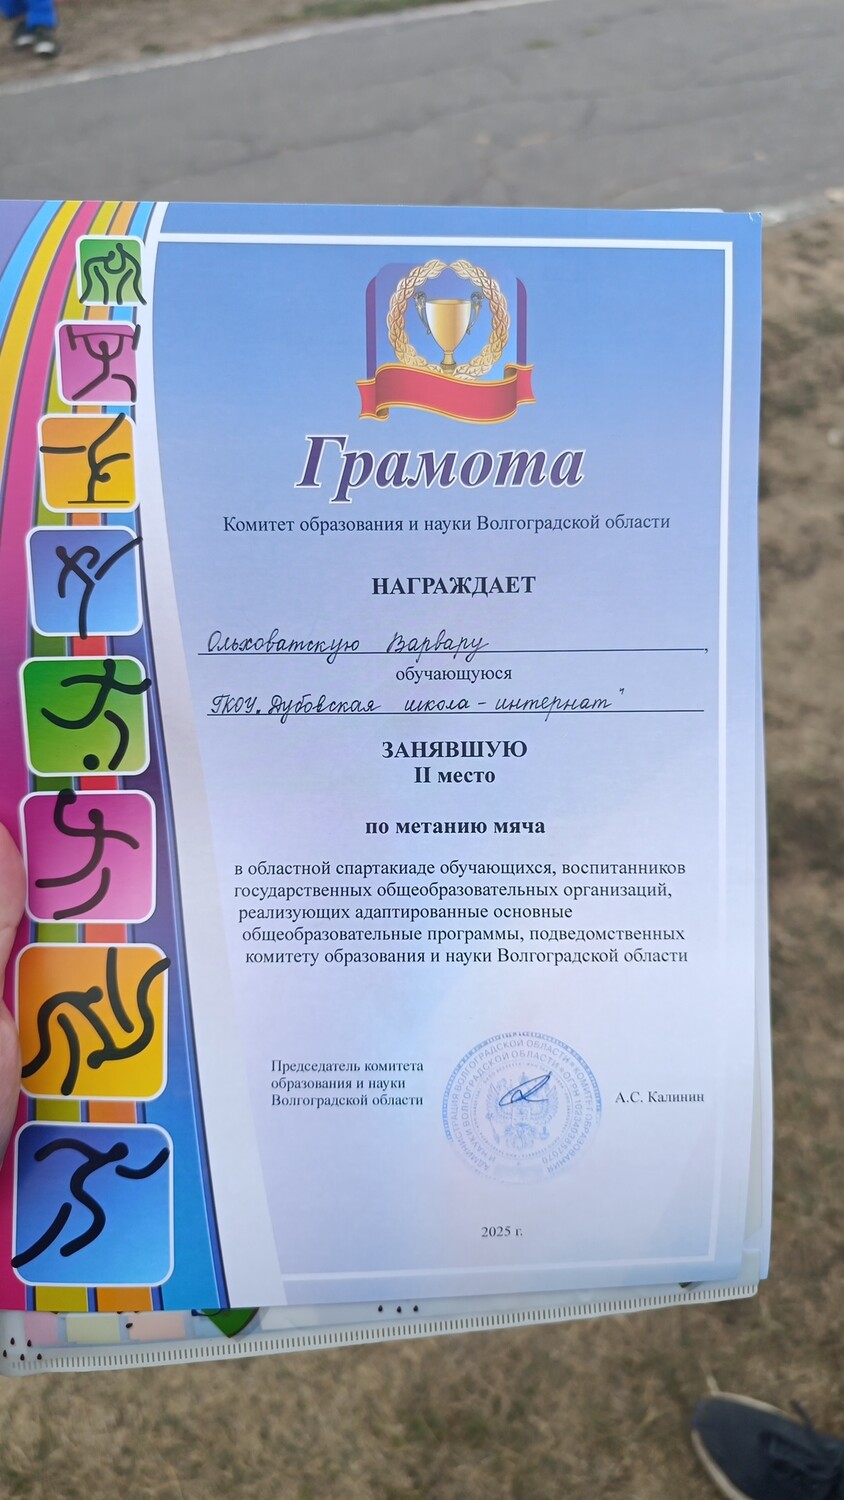 Грамота
Комитет образования и науки Волгоградской области
НАГРАЖДАЕТ
Ольховатскую Варвару,
обучающуюся
ГКОУ "Дубовская школа-интернат"
ЗАНЯВШУЮ
II место
по метанию мяча
в областной спартакиаде обучающихся, воспитанников
государственных общеобразовательных организаций,
реализующих адаптированные основные
общеобразовательные программы, подведомственных
комитету образования и науки Волгоградской области
Председатель комитета
образования и науки
Волгоградской области
А.С. Калинин
2025 г.